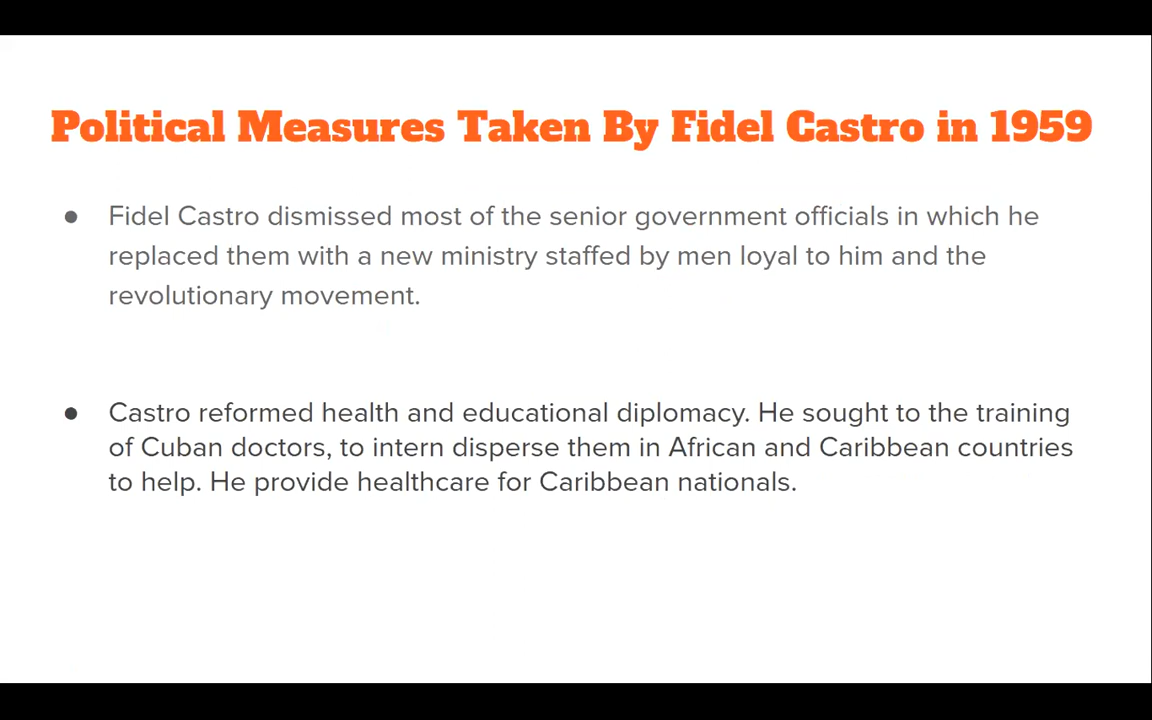 Political Measures Taken By Fidel Castro in 1959
● Fidel Castro dismissed most of the senior government officials in which he
replaced them with a new ministry staffed by men loyal to him and the
revolutionary movement.
● Castro reformed health and educational diplomacy. He sought to the training
of Cuban doctors, to intern disperse them in African and Caribbean countries
to help. He provide healthcare for Caribbean nationals.